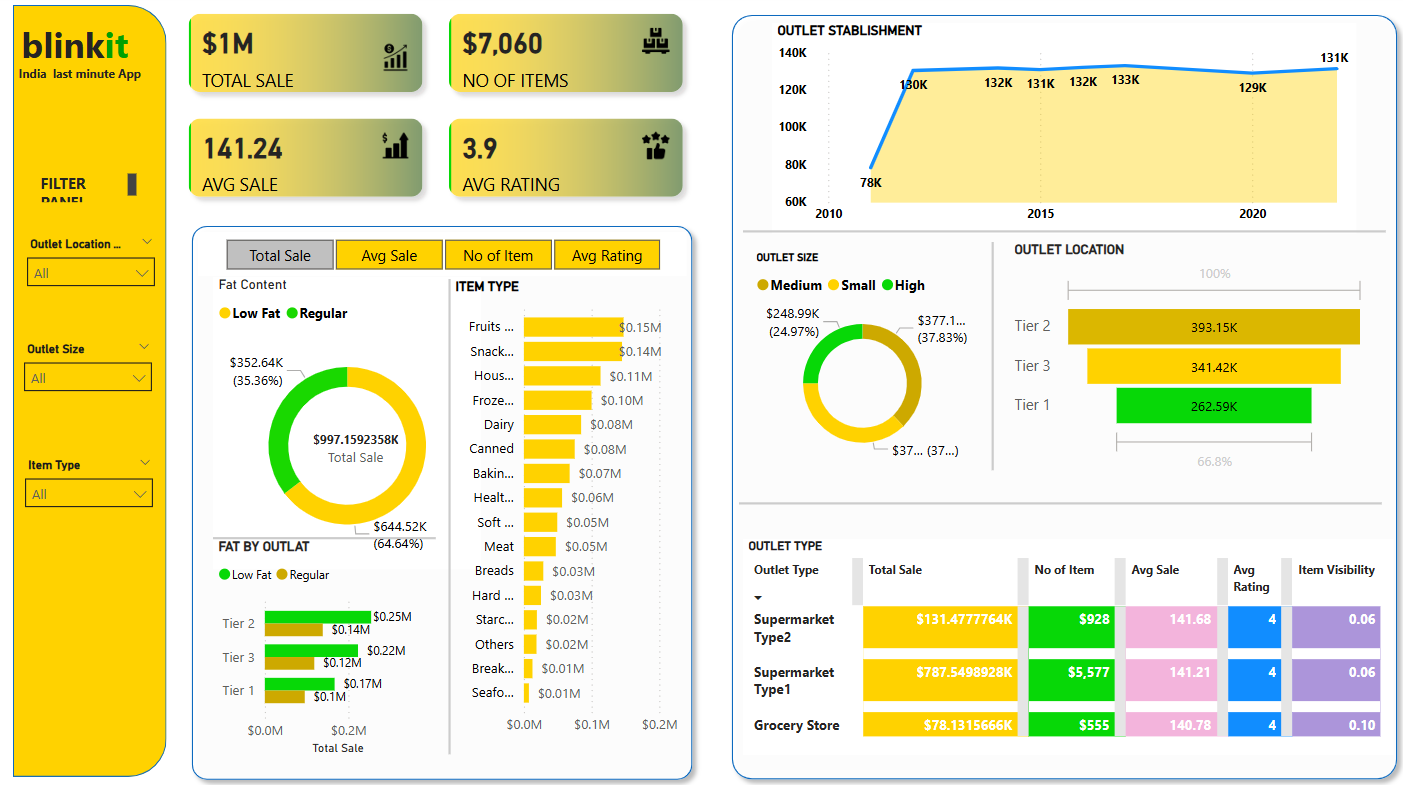 blinkit
India last minute App
FILTER
Outlet Location ...
All
Outlet Size
All
Item Type
All
$1M
TOTAL SALE
$7,060
NO OF ITEMS
141.24
AVG SALE
3.9
AVG RATING
Total Sale
Avg Sale
No of Item
Avg Rating
Fat Content
Low Fat
Regular
$352.64K
(35.36%)
$997.1592358K
Total Sale
$644.52K
(64.64%)
FAT BY OUTLAT
Low Fat
Regular
Tier 2
$0.25M
$0.14M
Tier 3
$0.22M
$0.12M
Tier 1
$0.17M
$0.1M
$0.0M
$0.2M
Total Sale
ITEM TYPE
Fruits ...
$0.15M
Snack...
$0.14M
Hous...
$0.11M
Froze...
$0.10M
Dairy
$0.08M
Canned
$0.08M
Bakin...
$0.07M
Healt...
$0.06M
Soft ...
$0.05M
Meat
$0.05M
Breads
$0.03M
Hard ...
$0.03M
Starc...
$0.02M
Others
$0.02M
Break...
$0.01M
Seafo...
$0.01M
$0.0M
$0.1M
$0.2M
OUTLET STABLISHMENT
140K
120K
100K
80K
60K
78K
130K
132K
131K
132K
133K
129K
131K
2010
2015
2020
OUTLET SIZE
Medium
Small
High
$248.99K
(24.97%)
$377.1...
(37.83%)
$37... (37...)
OUTLET LOCATION
100%
Tier 2
393.15K
Tier 3
341.42K
Tier 1
262.59K
66.8%
OUTLET TYPE
Outlet Type
Total Sale
No of Item
Avg Sale
Avg
Rating
Item Visibility
Supermarket
Type2
$131.4777764K
$928
141.68
4
0.06
Supermarket
Type1
$787.5498928K
$5,577
141.21
4
0.06
Grocery Store
$78.1315666K
$555
140.78
4
0.10